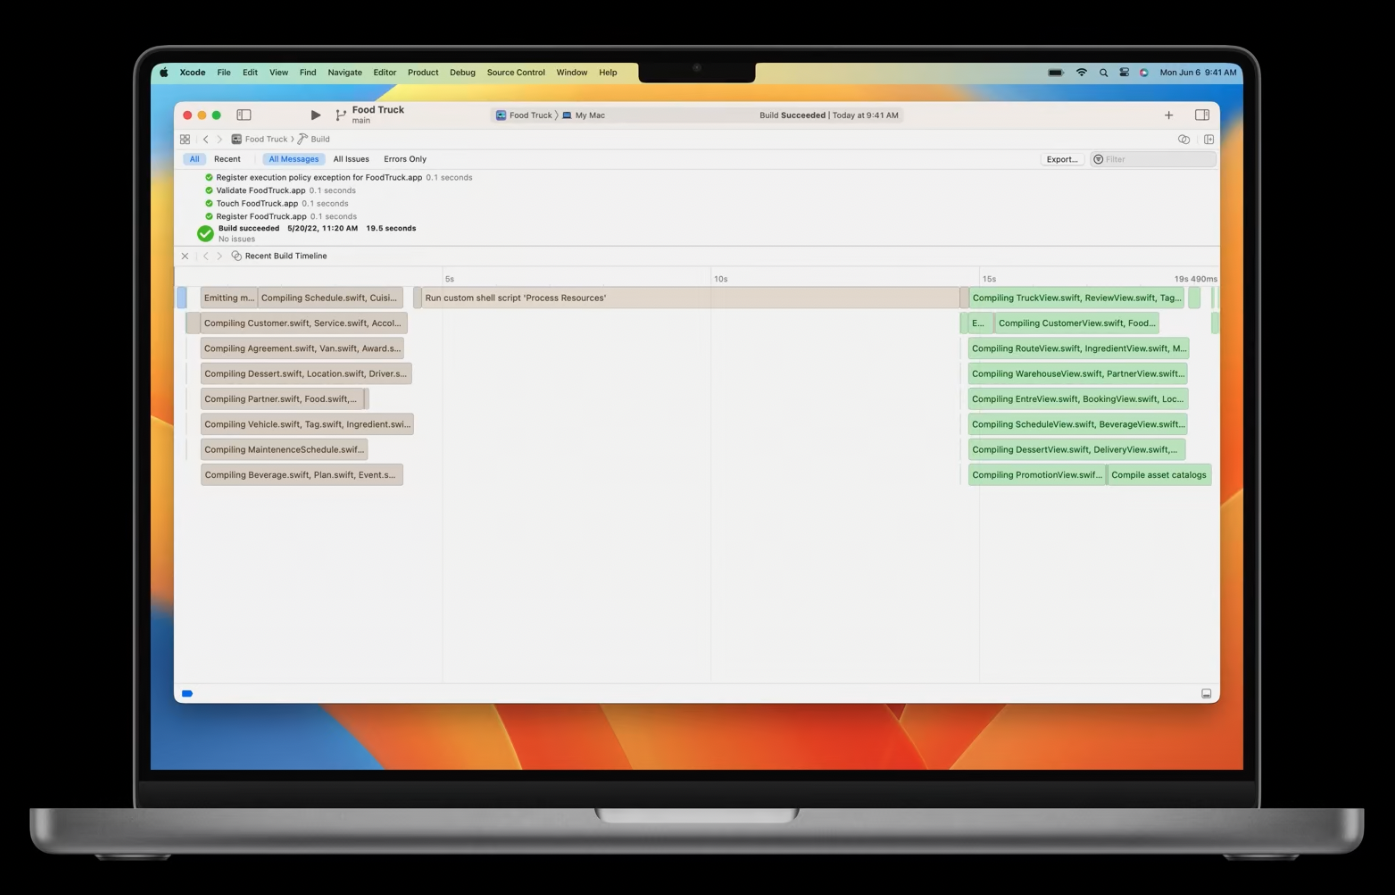 Xcode File Edit View Find Navigate Editor Product Debug Source Control Window Help Mon Jun 6 9:41 AM
Food Truck
main
Food Truck 〉 My Mac Build Succeeded | Today at 9:41 AM
Food Truck 〉 Build
All Recent All Messages All Issues Errors Only Export... Filter
Register execution policy exception for FoodTruck.app 0.1 seconds
Validate FoodTruck.app 0.1 seconds
Touch FoodTruck.app 0.1 seconds
Register FoodTruck.app 0.1 seconds
Build succeeded 5/20/22, 11:20 AM 19.5 seconds
No issues
Recent Build Timeline
5s 10s 15s 19s 490ms
Emitting m... Compiling Schedule.swift, Cuisi... Run custom shell script 'Process Resources' Compiling TruckView.swift, ReviewView.swift, Tag...
Compiling Customer.swift, Service.swift, Accol... E... Compiling CustomerView.swift, Food...
Compiling Agreement.swift, Van.swift, Award.s... Compiling RouteView.swift, IngredientView.swift, M...
Compiling Dessert.swift, Location.swift, Driver.s... Compiling WarehouseView.swift, PartnerView.swift...
Compiling Partner.swift, Food.swift,... Compiling EntreView.swift, BookingView.swift, Loc...
Compiling Vehicle.swift, Tag.swift, Ingredient.swi... Compiling ScheduleView.swift, BeverageView.swift...
Compiling MaintenenceSchedule.swif... Compiling DessertView.swift, DeliveryView.swift,...
Compiling Beverage.swift, Plan.swift, Event.s... Compiling PromotionView.swif... Compile asset catalogs